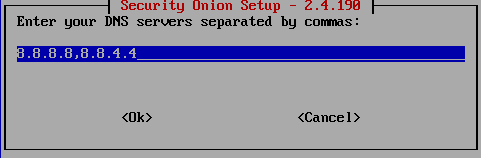 Security Onion Setup - 2.4.190
Enter your DNS servers separated by commas:
8.8.8.8,8.8.4.4
<Ok> <Cancel>